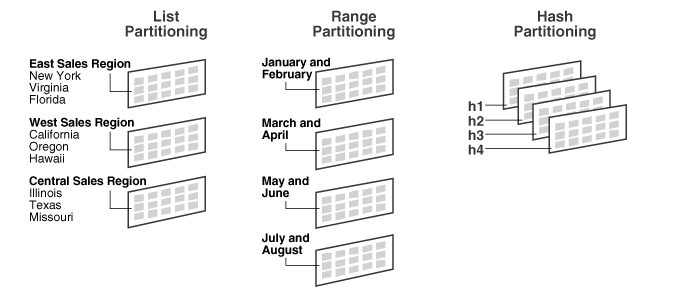 List
Partitioning
East Sales Region
New York
Virginia
Florida
West Sales Region
California
Oregon
Hawaii
Central Sales Region
Illinois
Texas
Missouri
Range
Partitioning
January and
February
March and
April
May and
June
July and
August
Hash
Partitioning
h1
h2
h3
h4